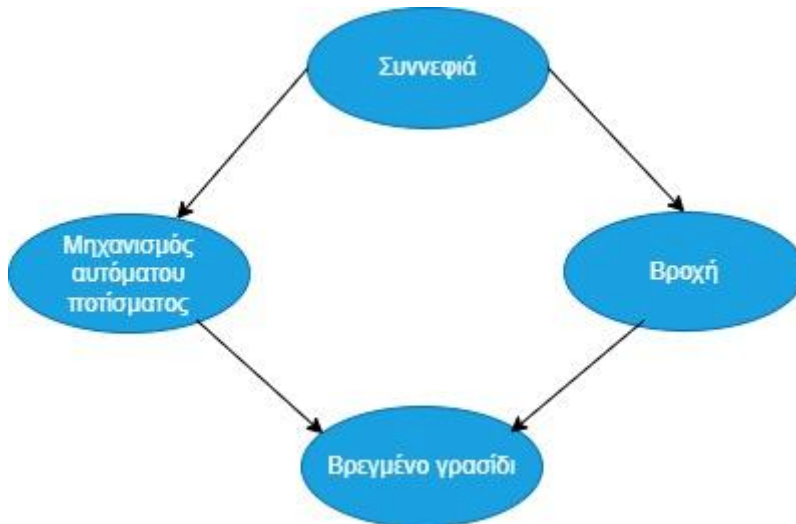 Συννεφιά
Μηχανισμός
αυτόματου
ποτίσματος
Βροχή
Βρεγμένο γρασίδι